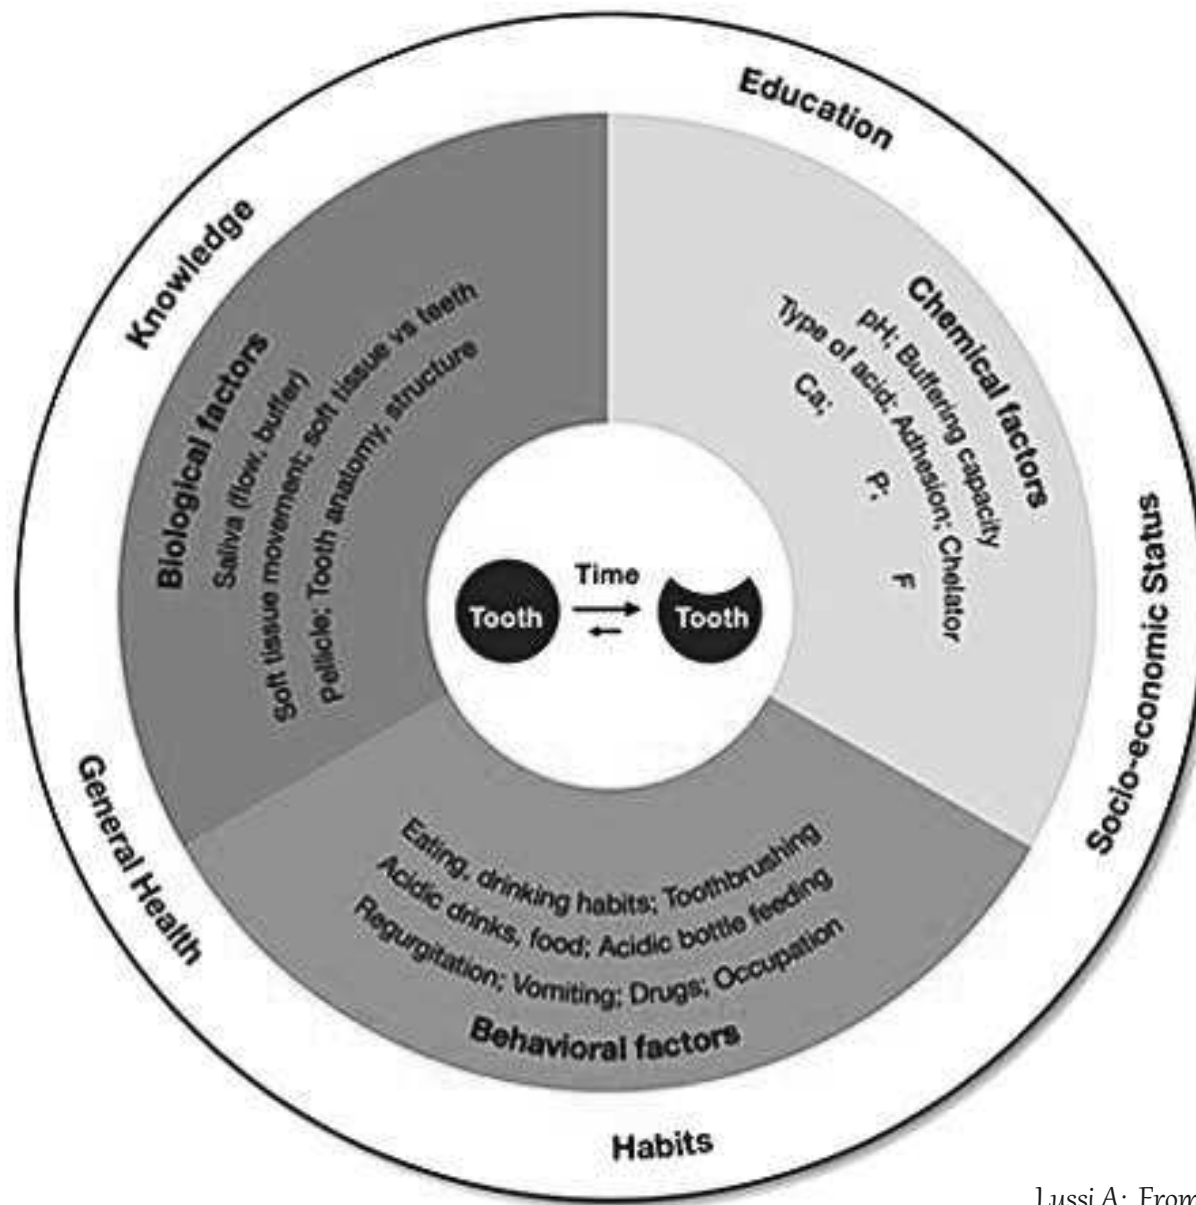 Education
Knowledge
Biological factors
Saliva (flow, buffer)
Soft tissue movement; soft tissue vs teeth
Pellicle; Tooth anatomy, structure
Chemical factors
pH; Buffering capacity
Type of acid; Adhesion; Chelator
Ca; P; F
Time
Tooth
Tooth
Socio-economic Status
General Health
Eating, drinking habits; Toothbrushing
Acidic drinks, food; Acidic bottle feeding
Regurgitation; Vomiting; Drugs; Occupation
Behavioral factors
Habits
Lussi A: From